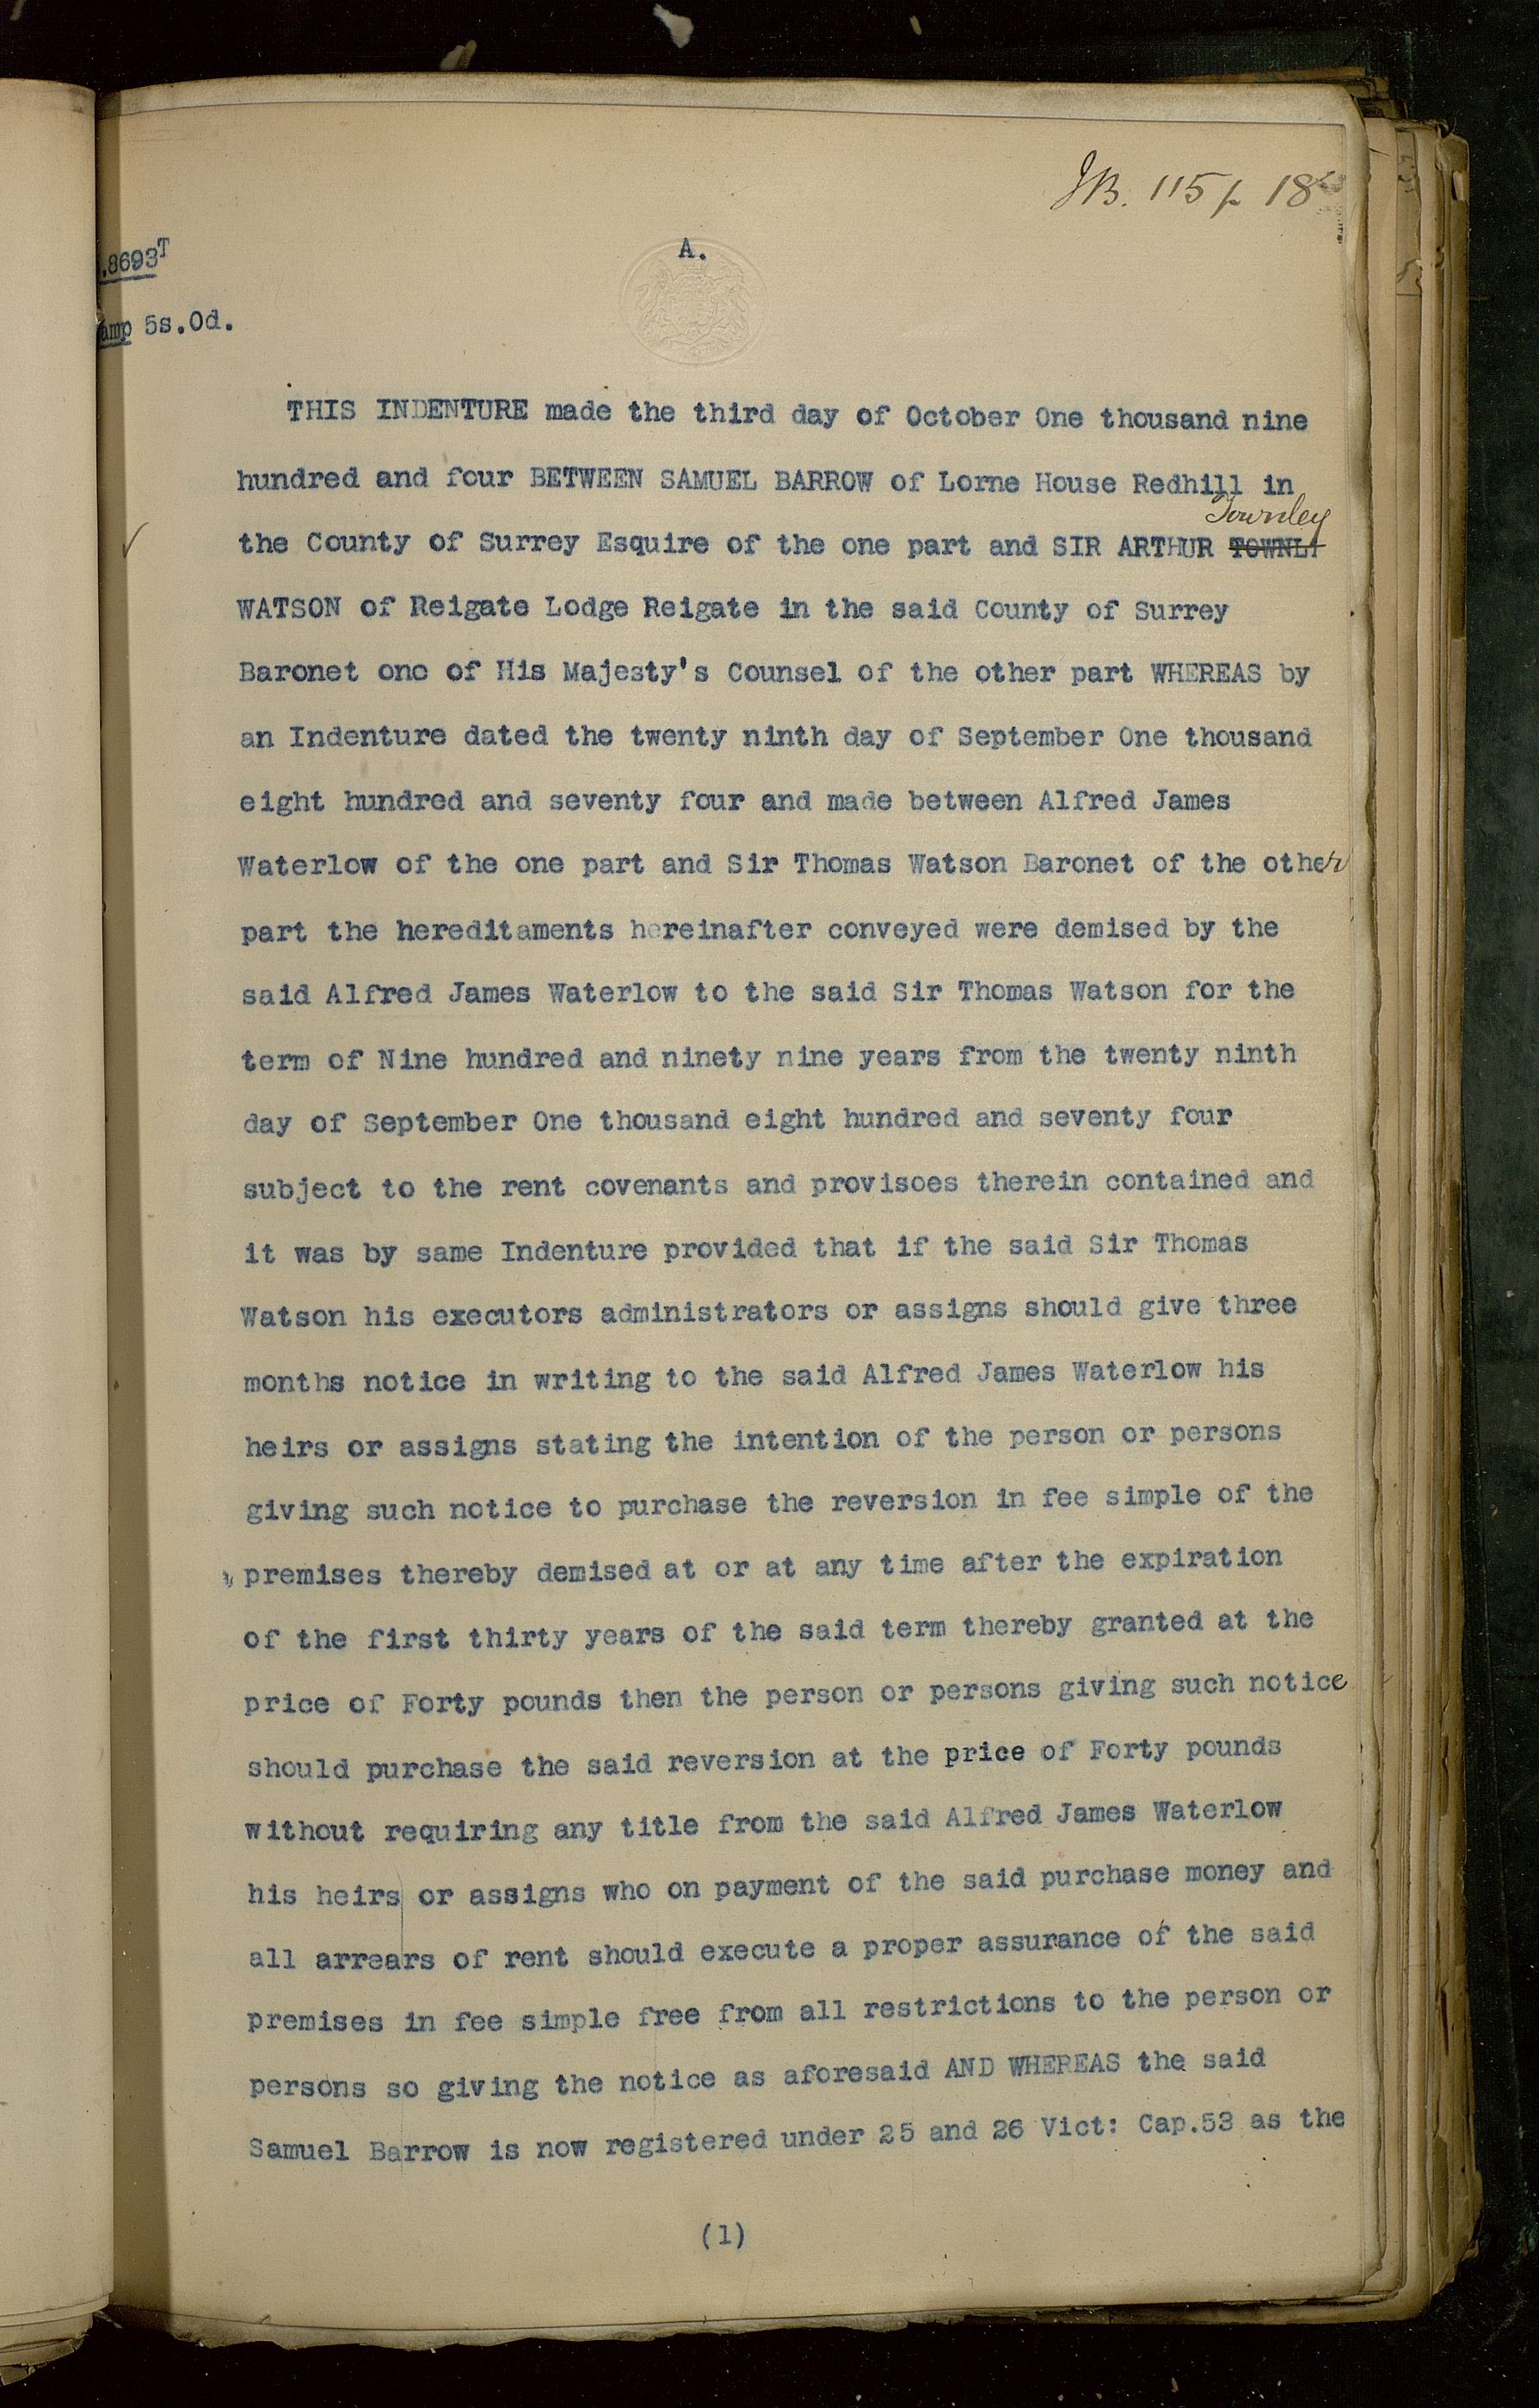 JB. 115 p 18
A.
.8693T
amp 5s.0d.
THIS INDENTURE made the third day of October One thousand nine
hundred and four BETWEEN SAMUEL BARROW of Lorne House Redhill in
Townley
the County of Surrey Esquire of the one part and SIR ARTHUR TOWNL
WATSON of Reigate Lodge Reigate in the said County of Surrey
Baronet one of His Majesty's Counsel of the other part WHEREAS by
an Indenture dated the twenty ninth day of September One thousand
eight hundred and seventy four and made between Alfred James
Waterlow of the one part and Sir Thomas Watson Baronet of the other
part the hereditaments hereinafter conveyed were demised by the
said Alfred James Waterlow to the said Sir Thomas Watson for the
term of Nine hundred and ninety nine years from the twenty ninth
day of September One thousand eight hundred and seventy four
subject to the rent covenants and provisoes therein contained and
it was by same Indenture provided that if the said Sir Thomas
Watson his executors administrators or assigns should give three
months notice in writing to the said Alfred James Waterlow his
heirs or assigns stating the intention of the person or persons
giving such notice to purchase the reversion in fee simple of the
premises thereby demised at or at any time after the expiration
of the first thirty years of the said term thereby granted at the
price of Forty pounds then the person or persons giving such notice
should purchase the said reversion at the price of Forty pounds
without requiring any title from the said Alfred James Waterlow
his heirs or assigns who on payment of the said purchase money and
all arrears of rent should execute a proper assurance of the said
premises in fee simple free from all restrictions to the person or
persons so giving the notice as aforesaid AND WHEREAS the said
Samuel Barrow is now registered under 25 and 26 Vict: Cap.53 as the
(1)